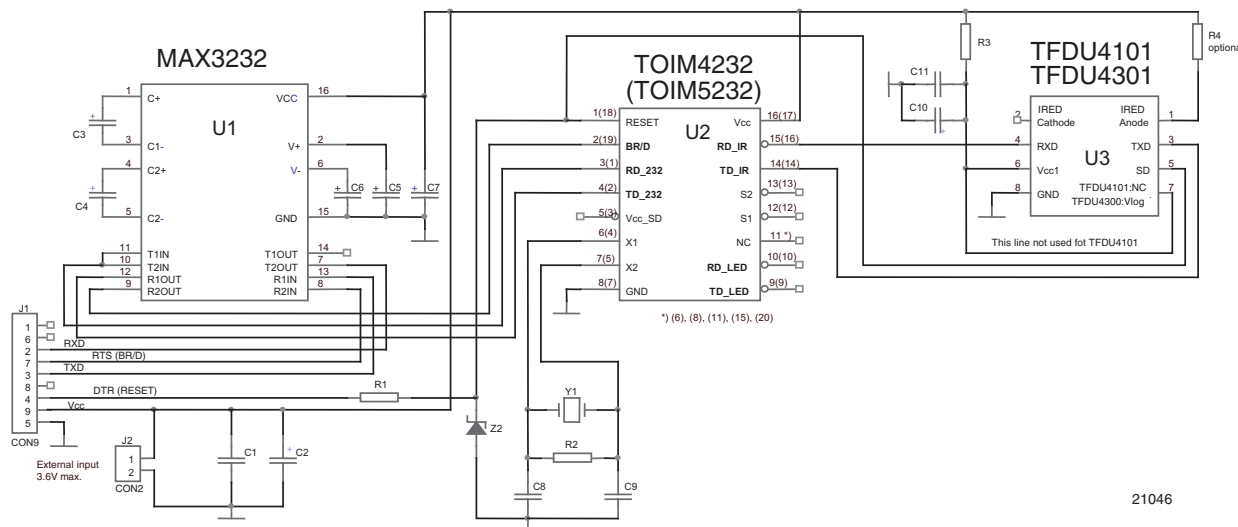 MAX3232
TOIM4232
(TOIM5232)
TFDU4101
TFDU4301
R3
R4
optional
C11
C10
1 C+ VCC 16
U1
C3
3 C1- V+ 2
4 C2+ V- 6
C4
C6 C5 C7
5 C2- GND 15
11 T1IN T1OUT 14
10 T2IN T2OUT 7
12 R1OUT R1IN 13
9 R2OUT R2IN 8
U2
1(18) RESET Vcc 16(17)
2(19) BR/D RD_IR 15(16)
3(1) RD_232 TD_IR 14(14)
4(2) TD_232 S2 13(13)
5(3) Vcc_SD S1 12(12)
6(4) X1 NC 11 *)
7(5) X2 RD_LED 10(10)
8(7) GND TD_LED 9(9)
*) (6), (8), (11), (15), (20)
U3
2 IRED Cathode IRED Anode 1
4 RXD TXD 3
6 Vcc1 SD 5
8 GND TFDU4101:NC 7
TFDU4300:Vlog
This line not used fot TFDU4101
J1
1
6
2 RXD
7 RTS (BR/D)
3 TXD
8
4 DTR (RESET)
9 Vcc
5
CON9
R1
Z2
Y1
R2
C8
C9
External input
3.6V max.
J2
1
2
CON2
C1
C2
21046